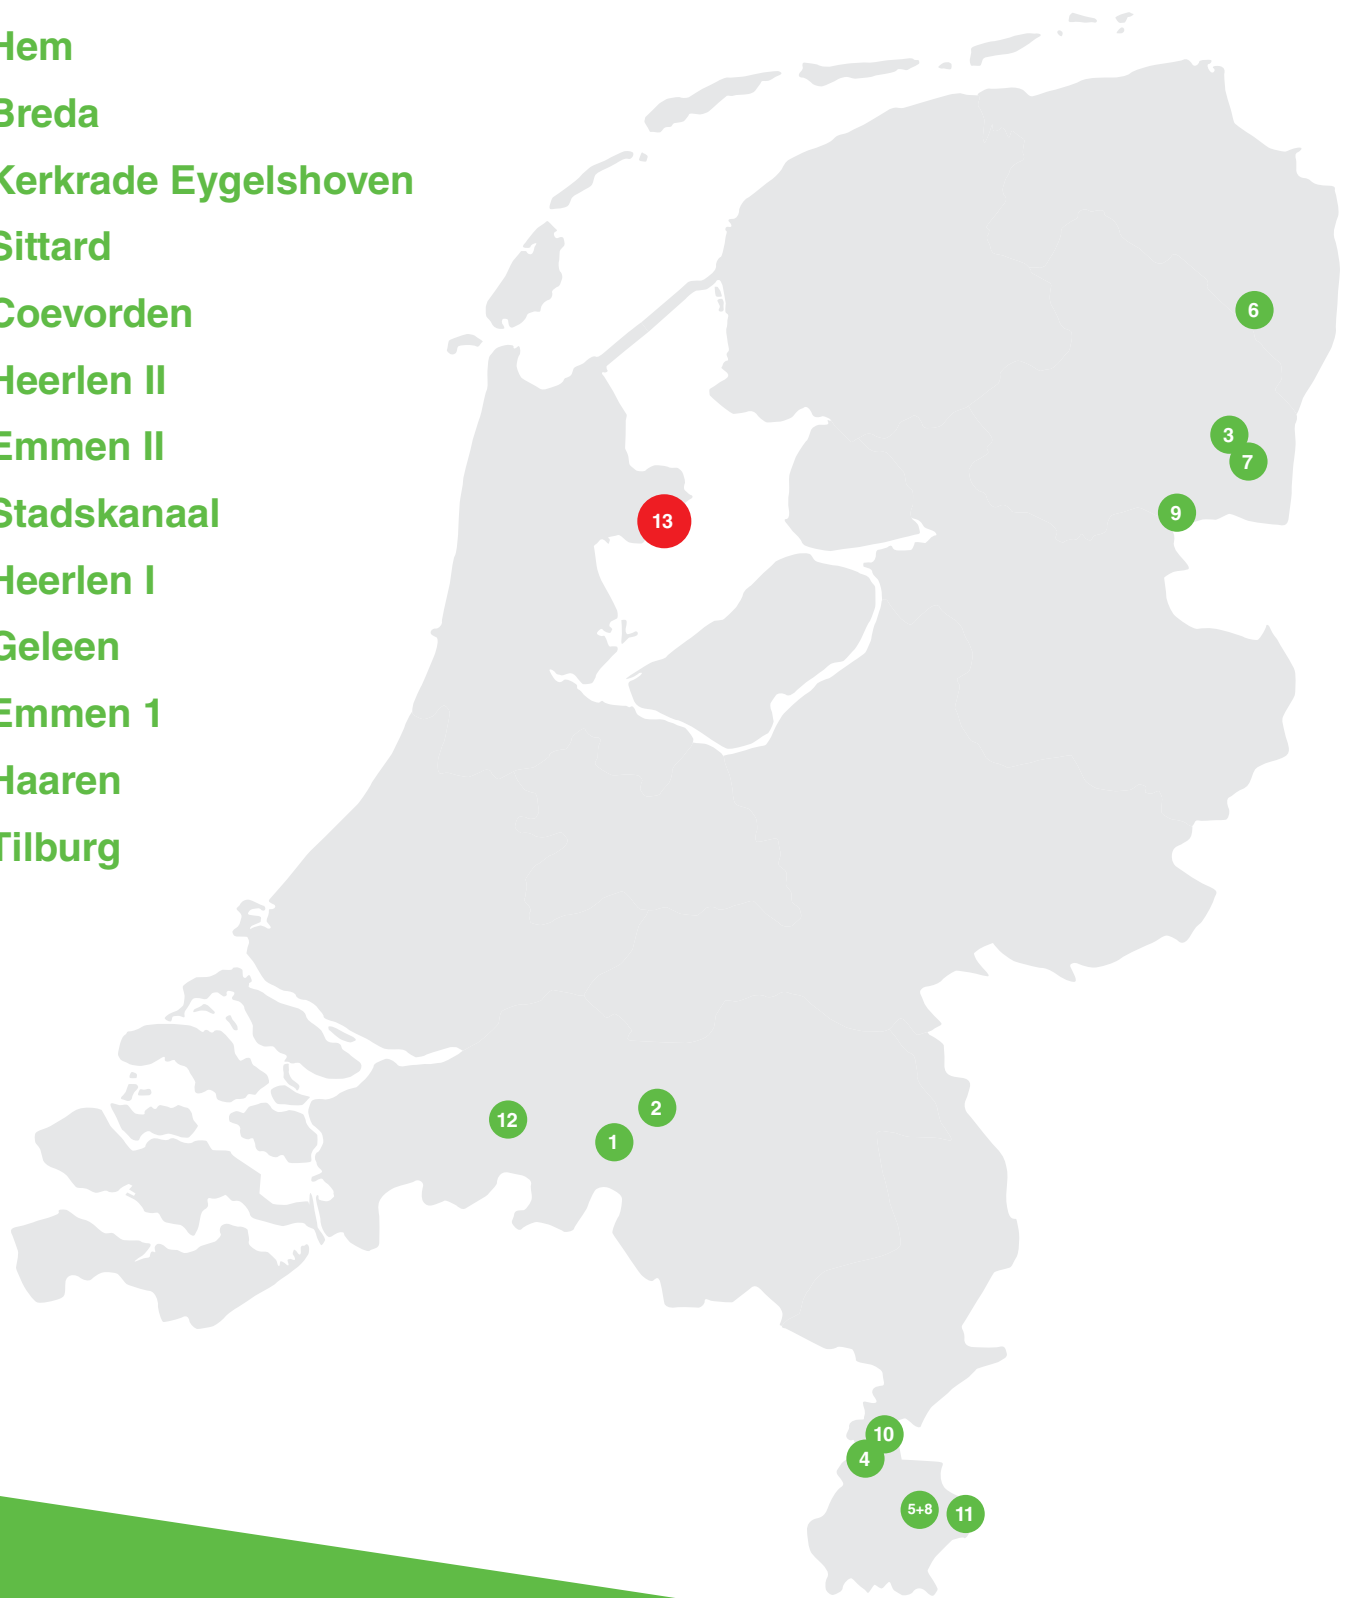 Hem
Breda
Kerkrade Eygelshoven
Sittard
Coevorden
Heerlen II
Emmen II
Stadskanaal
Heerlen I
Geleen
Emmen 1
Haaren
Tilburg
6
3
7
9
13
2
12
1
10
4
5+8
11